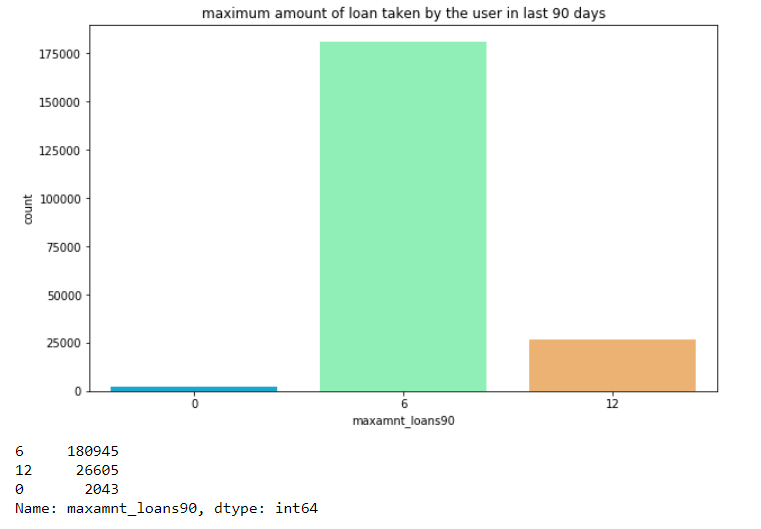 maximum amount of loan taken by the user in last 90 days
175000
150000
125000
100000
75000
50000
25000
0
count
0 6 12
maxamnt_loans90
6 180945
12 26605
0 2043
Name: maxamnt_loans90, dtype: int64